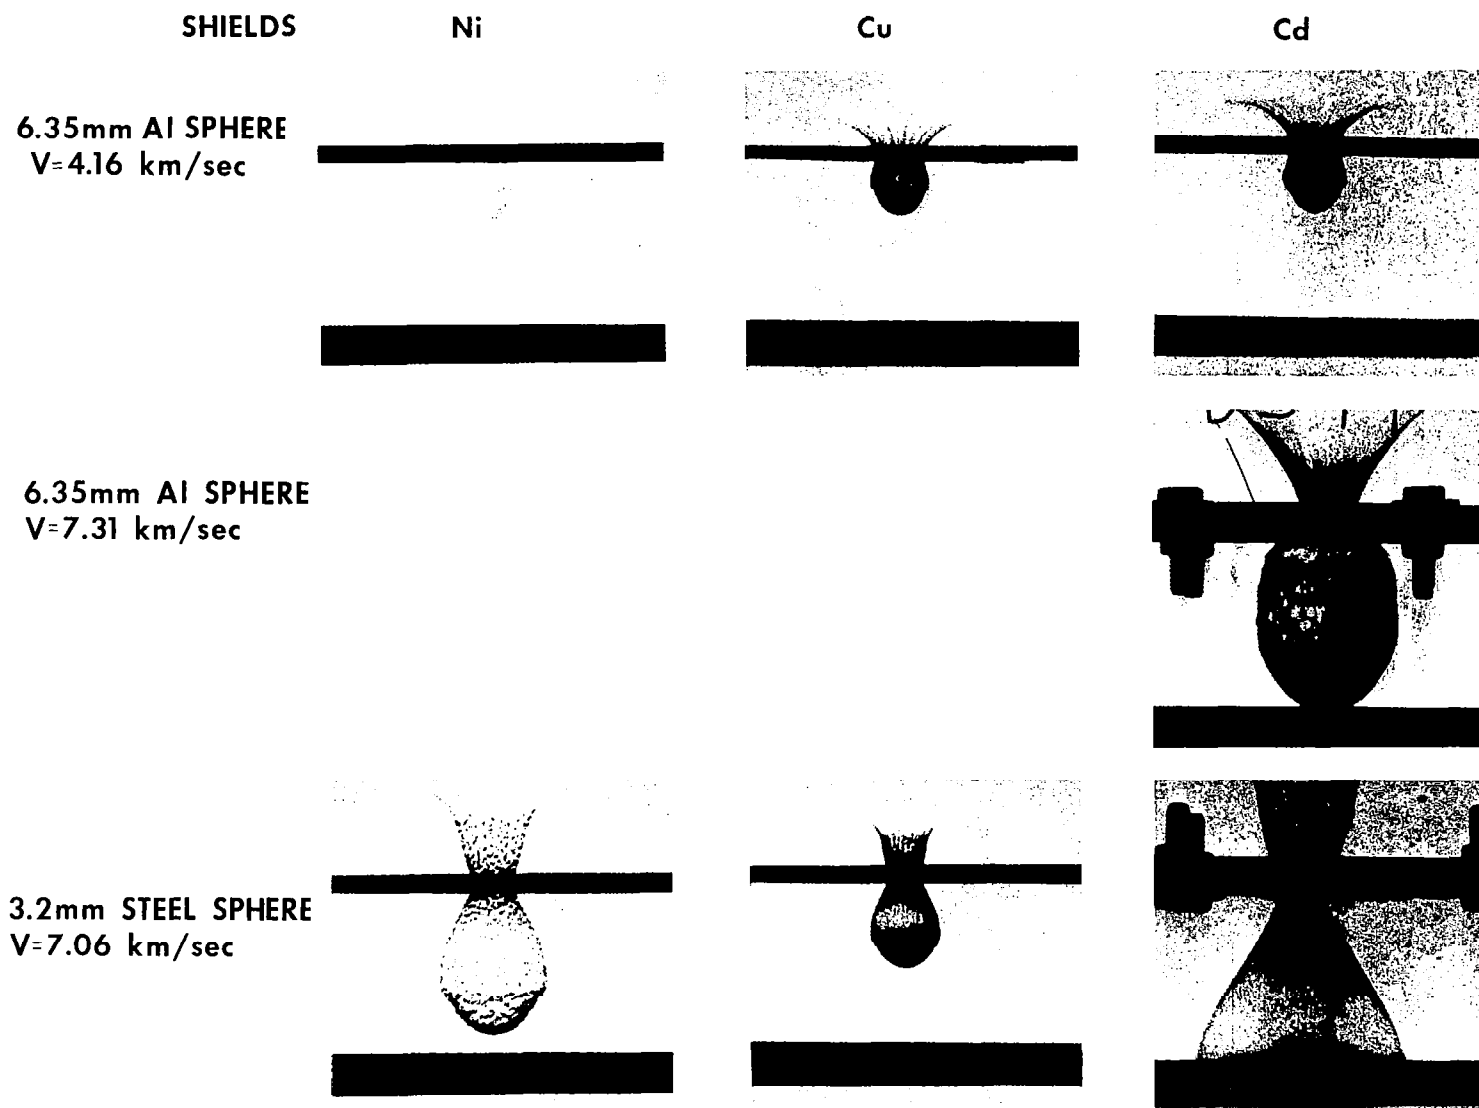 SHIELDS Ni Cu Cd
6.35mm Al SPHERE
V=4.16 km/sec
6.35mm Al SPHERE
V=7.31 km/sec
3.2mm STEEL SPHERE
V=7.06 km/sec